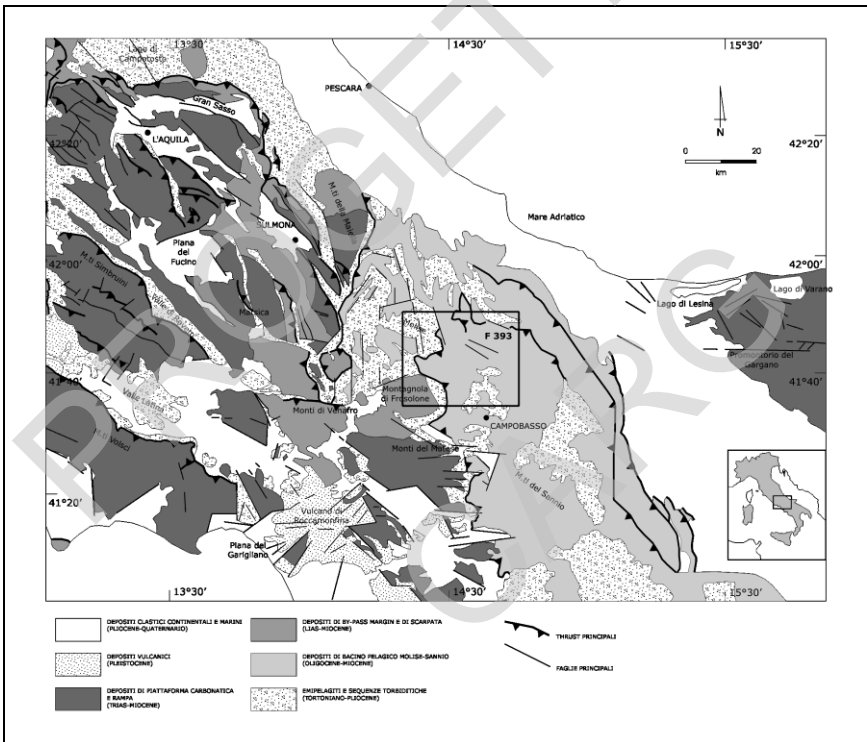 13°30'
14°30'
15°30'
Lago di
Campotosto
PESCARA
Gran Sasso
N
L'AQUILA
42°20'
42°20'
0 20
km
M.ti della Maiella
Mare Adriatico
SULMONA
Piana
del
Fucino
42°00'
42°00'
M.ti Simbruini
Lago di Varano
Lago di Lesina
Marsica
Molise
F 393
Promontorio del
Gargano
41°40'
41°40'
Valle Latina
Montagnola
di Frosolone
Monti di Venafro
CAMPOBASSO
M.ti Volsci
Monti del Matese
41°20'
41°20'
M.ti del Sannio
Vulcano di
Roccamonfina
Piana del
Garigliano
13°30'
14°30'
15°30'
DEPOSITI CLASTICI CONTINENTALI E MARINI
(PLIOCENE-QUATERNARIO)
DEPOSITI VULCANICI
(PLEISTOCENE)
DEPOSITI DI PIATTAFORMA CARBONATICA
E RAMPA
(TRIAS-MIOCENE)
DEPOSITI DI BY-PASS MARGIN E DI SCARPATA
(LIAS-MIOCENE)
DEPOSITI DI BACINO PELAGICO MOLISE-SANNIO
(OLIGOCENE-MIOCENE)
EMIPELAGITI E SEQUENZE TORBIDITICHE
(TORTONIANO-PLIOCENE)
THRUST PRINCIPALI
FAGLIE PRINCIPALI
PROGET
CARG